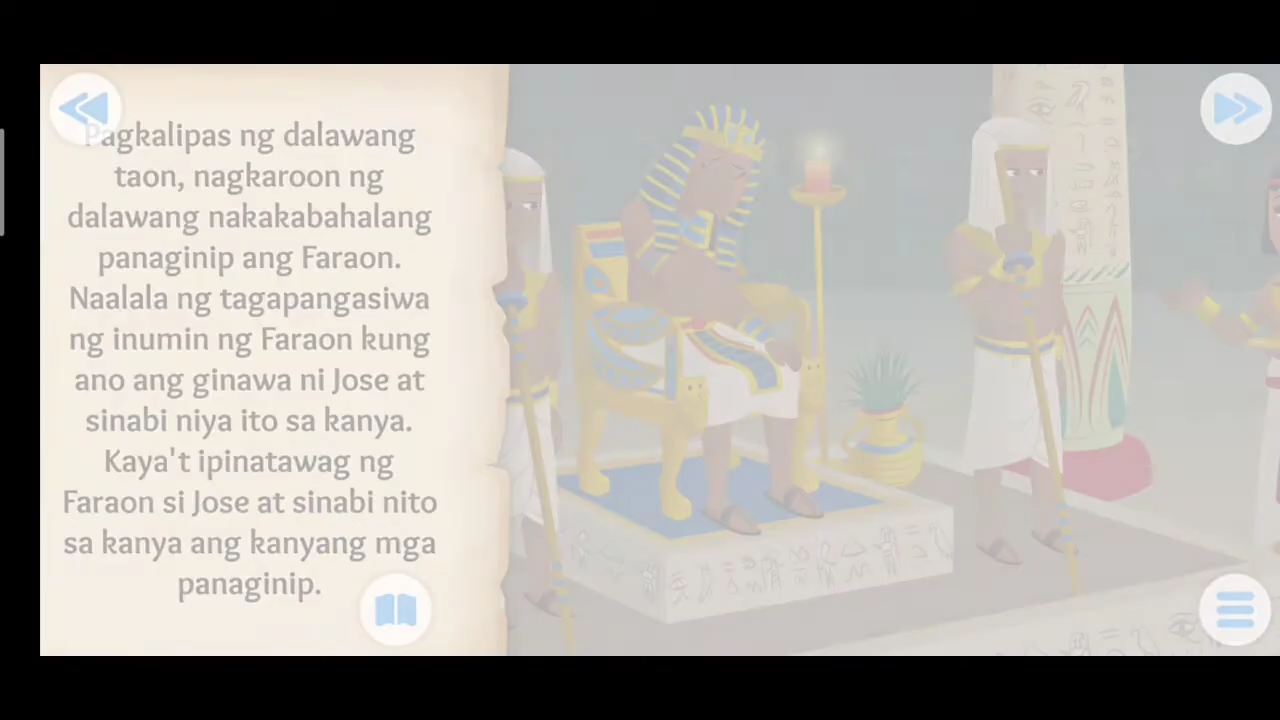 Pagkalipas ng dalawang
taon, nagkaroon ng
dalawang nakakabahalang
panaginip ang Faraon.
Naalala ng tagapangasiwa
ng inumin ng Faraon kung
ano ang ginawa ni Jose at
sinabi niya ito sa kanya.
Kaya't ipinatawag ng
Faraon si Jose at sinabi nito
sa kanya ang kanyang mga
panaginip.